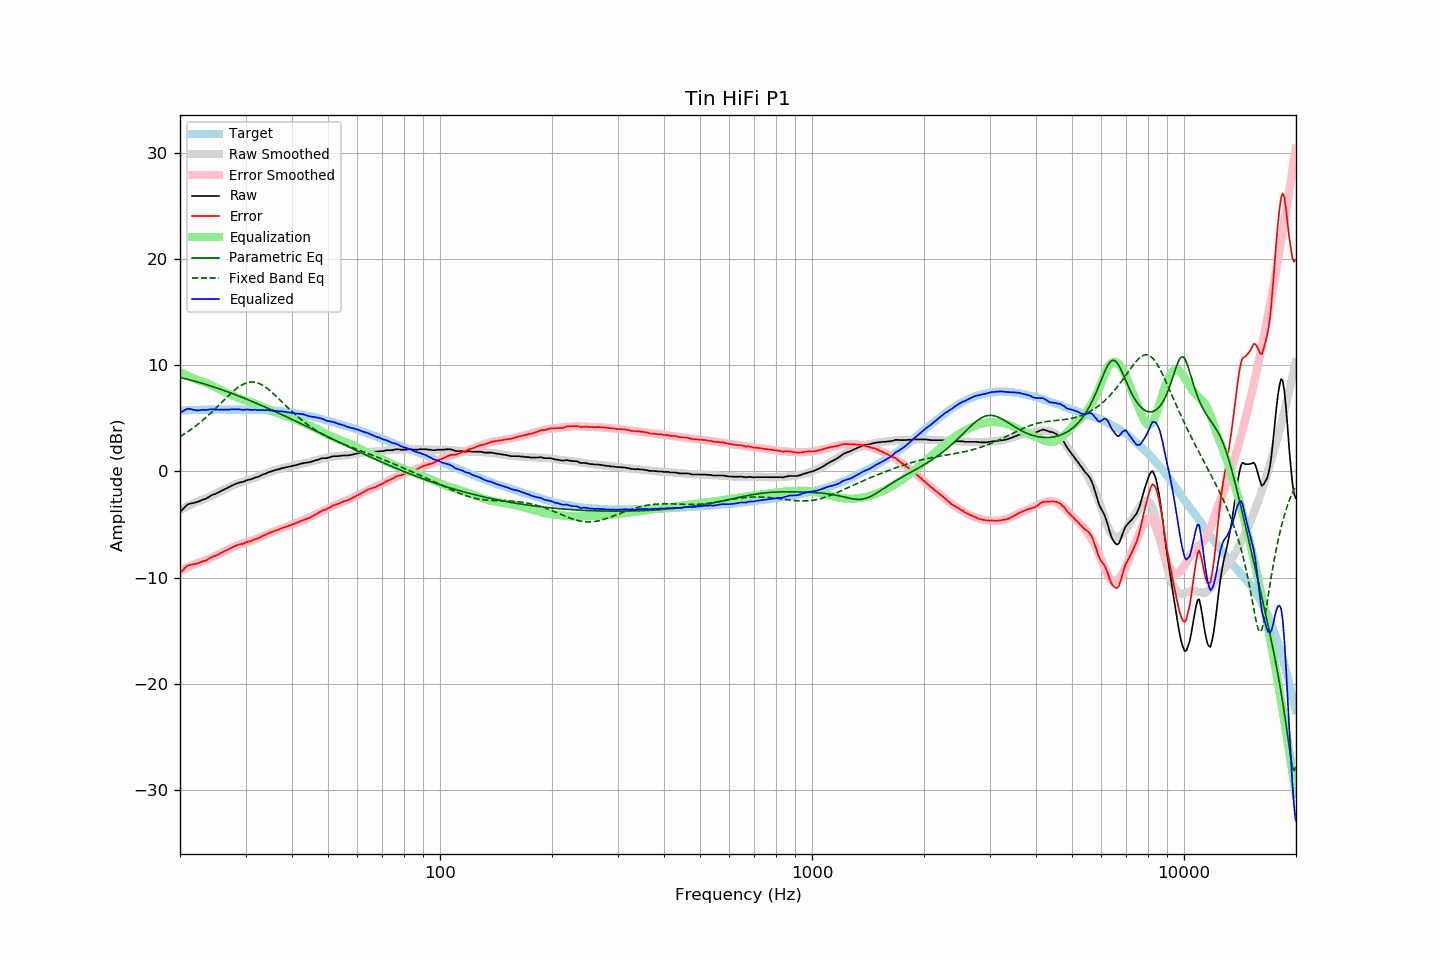 Tin HiFi P1
Target
Raw Smoothed
Error Smoothed
Raw
Error
Equalization
Parametric Eq
Fixed Band Eq
Equalized
30
20
10
0
−10
−20
−30
Amplitude (dBr)
100
1000
10000
Frequency (Hz)